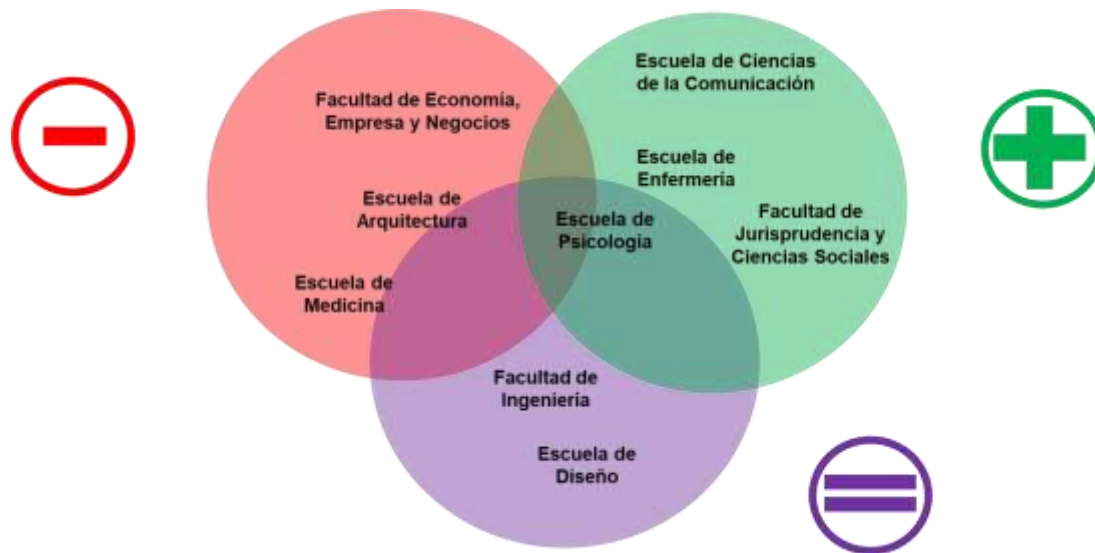 Facultad de Economía,
Empresa y Negocios
Escuela de
Arquitectura
Escuela de
Medicina
Escuela de Ciencias
de la Comunicación
Escuela de
Enfermería
Facultad de
Jurisprudencia y
Ciencias Sociales
Escuela de
Psicología
Facultad de
Ingeniería
Escuela de
Diseño